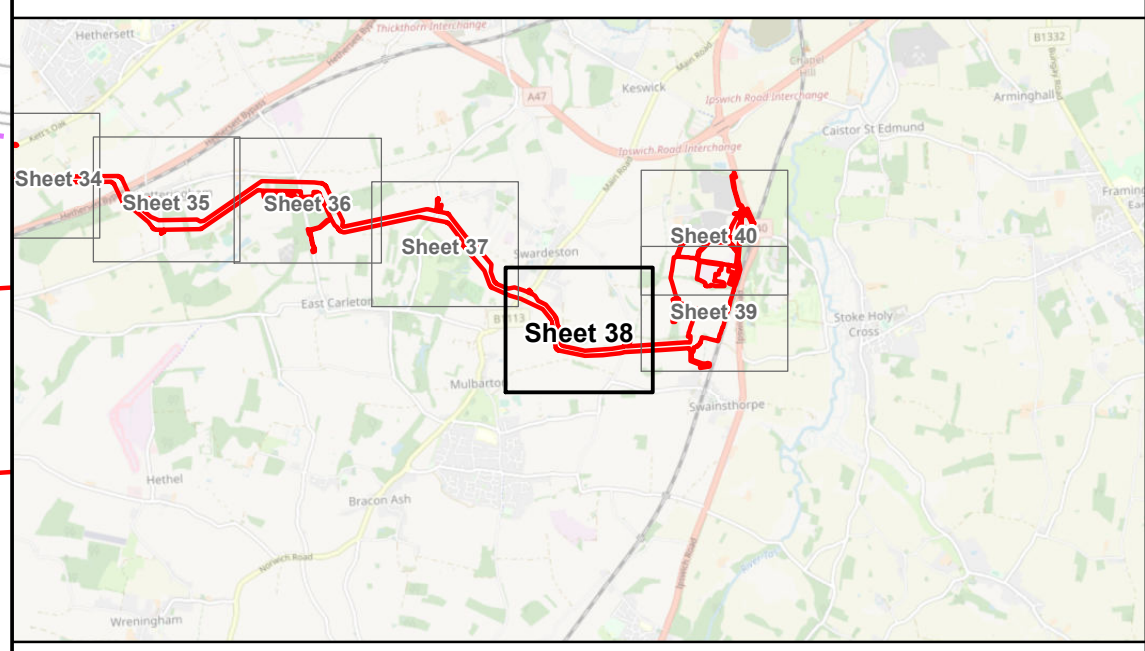 Thickthorn Interchange
Hethersett
B1332
Main Road
Chapel
Hill
Keswick
A47
Ipswich Road Interchange
Arminghall
Caistor St Edmund
Ipswich Road Interchange
Main Road
Sheet 34
Sheet 35
Sheet 36
Sheet 37
Swardeston
Sheet 40
East Carleton
B1113
Sheet 38
Sheet 39
Stoke Holy
Cross
Mulbarton
Swainsthorpe
Hethel
Bracon Ash
Norwich Road
Ipswich Road
Wreningham